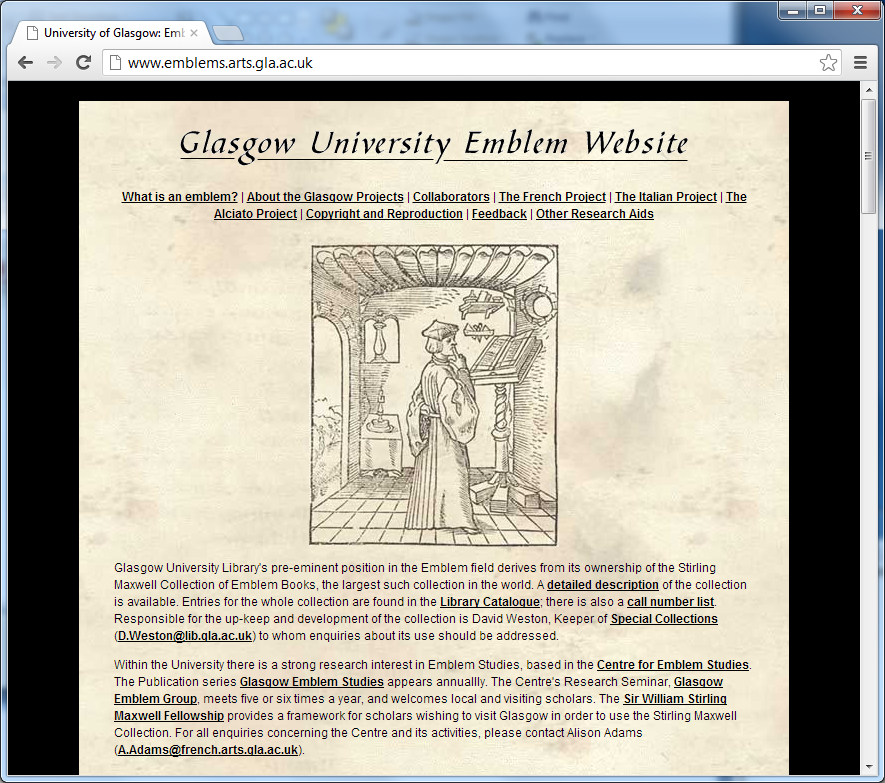 University of Glasgow: Emb
www.emblems.arts.gla.ac.uk
Glasgow University Emblem Website
What is an emblem? | About the Glasgow Projects | Collaborators | The French Project | The Italian Project | The
Alciato Project | Copyright and Reproduction | Feedback | Other Research Aids
Glasgow University Library's pre-eminent position in the Emblem field derives from its ownership of the Stirling
Maxwell Collection of Emblem Books, the largest such collection in the world. A detailed description of the collection
is available. Entries for the whole collection are found in the Library Catalogue; there is also a call number list.
Responsible for the up-keep and development of the collection is David Weston, Keeper of Special Collections
(D.Weston@lib.gla.ac.uk) to whom enquiries about its use should be addressed.
Within the University there is a strong research interest in Emblem Studies, based in the Centre for Emblem Studies.
The Publication series Glasgow Emblem Studies appears annuallly. The Centre's Research Seminar, Glasgow
Emblem Group, meets five or six times a year, and welcomes local and visiting scholars. The Sir William Stirling
Maxwell Fellowship provides a framework for scholars wishing to visit Glasgow in order to use the Stirling Maxwell
Collection. For all enquiries concerning the Centre and its activities, please contact Alison Adams
(A.Adams@french.arts.gla.ac.uk).